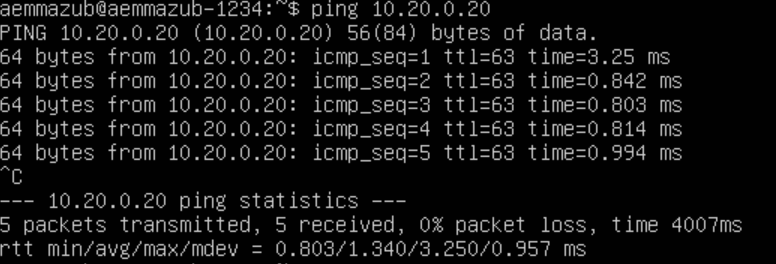 aemmazub@aemmazub-1234:~$ ping 10.20.0.20
PING 10.20.0.20 (10.20.0.20) 56(84) bytes of data.
64 bytes from 10.20.0.20: icmp_seq=1 ttl=63 time=3.25 ms
64 bytes from 10.20.0.20: icmp_seq=2 ttl=63 time=0.842 ms
64 bytes from 10.20.0.20: icmp_seq=3 ttl=63 time=0.803 ms
64 bytes from 10.20.0.20: icmp_seq=4 ttl=63 time=0.814 ms
64 bytes from 10.20.0.20: icmp_seq=5 ttl=63 time=0.994 ms
^C
--- 10.20.0.20 ping statistics ---
5 packets transmitted, 5 received, 0% packet loss, time 4007ms
rtt min/avg/max/mdev = 0.803/1.340/3.250/0.957 ms